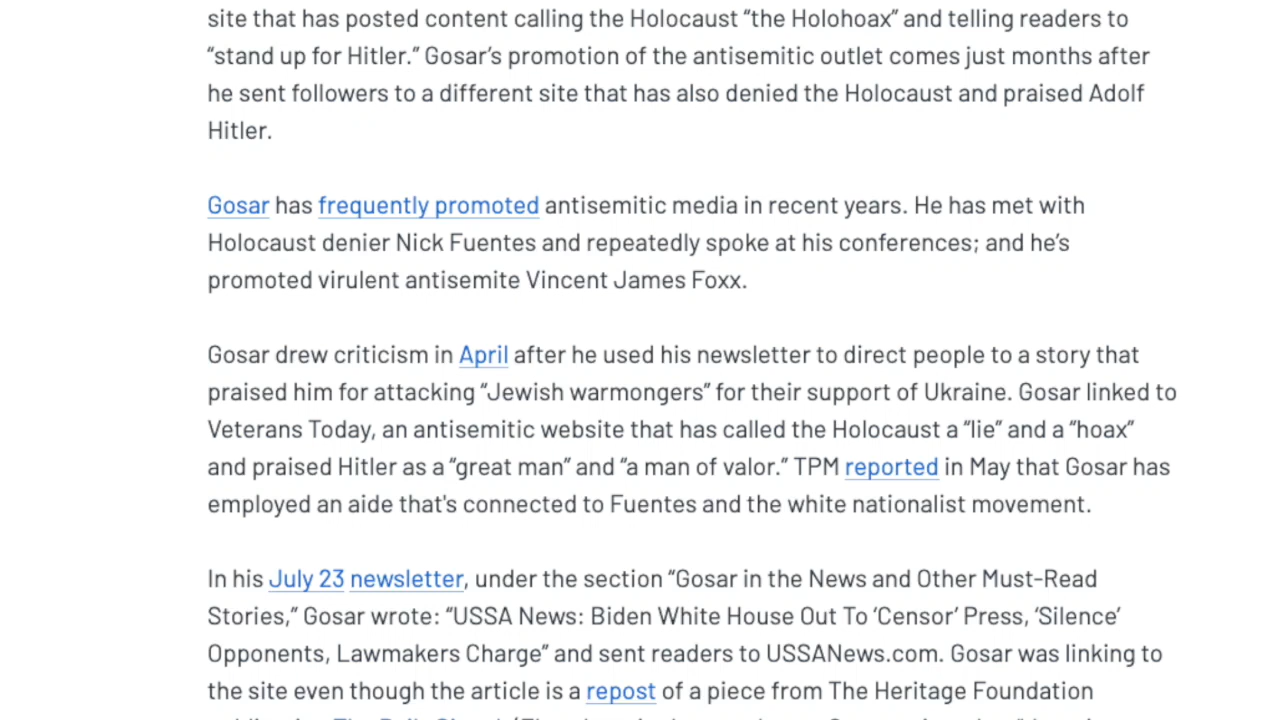 site that has posted content calling the Holocaust “the Holohoax” and telling readers to
“stand up for Hitler.” Gosar’s promotion of the antisemitic outlet comes just months after
he sent followers to a different site that has also denied the Holocaust and praised Adolf
Hitler.
Gosar has frequently promoted antisemitic media in recent years. He has met with
Holocaust denier Nick Fuentes and repeatedly spoke at his conferences; and he’s
promoted virulent antisemite Vincent James Foxx.
Gosar drew criticism in April after he used his newsletter to direct people to a story that
praised him for attacking “Jewish warmongers” for their support of Ukraine. Gosar linked to
Veterans Today, an antisemitic website that has called the Holocaust a “lie” and a “hoax”
and praised Hitler as a “great man” and “a man of valor.” TPM reported in May that Gosar has
employed an aide that's connected to Fuentes and the white nationalist movement.
In his July 23 newsletter, under the section “Gosar in the News and Other Must-Read
Stories,” Gosar wrote: “USSA News: Biden White House Out To ‘Censor’ Press, ‘Silence’
Opponents, Lawmakers Charge” and sent readers to USSANews.com. Gosar was linking to
the site even though the article is a repost of a piece from The Heritage Foundation